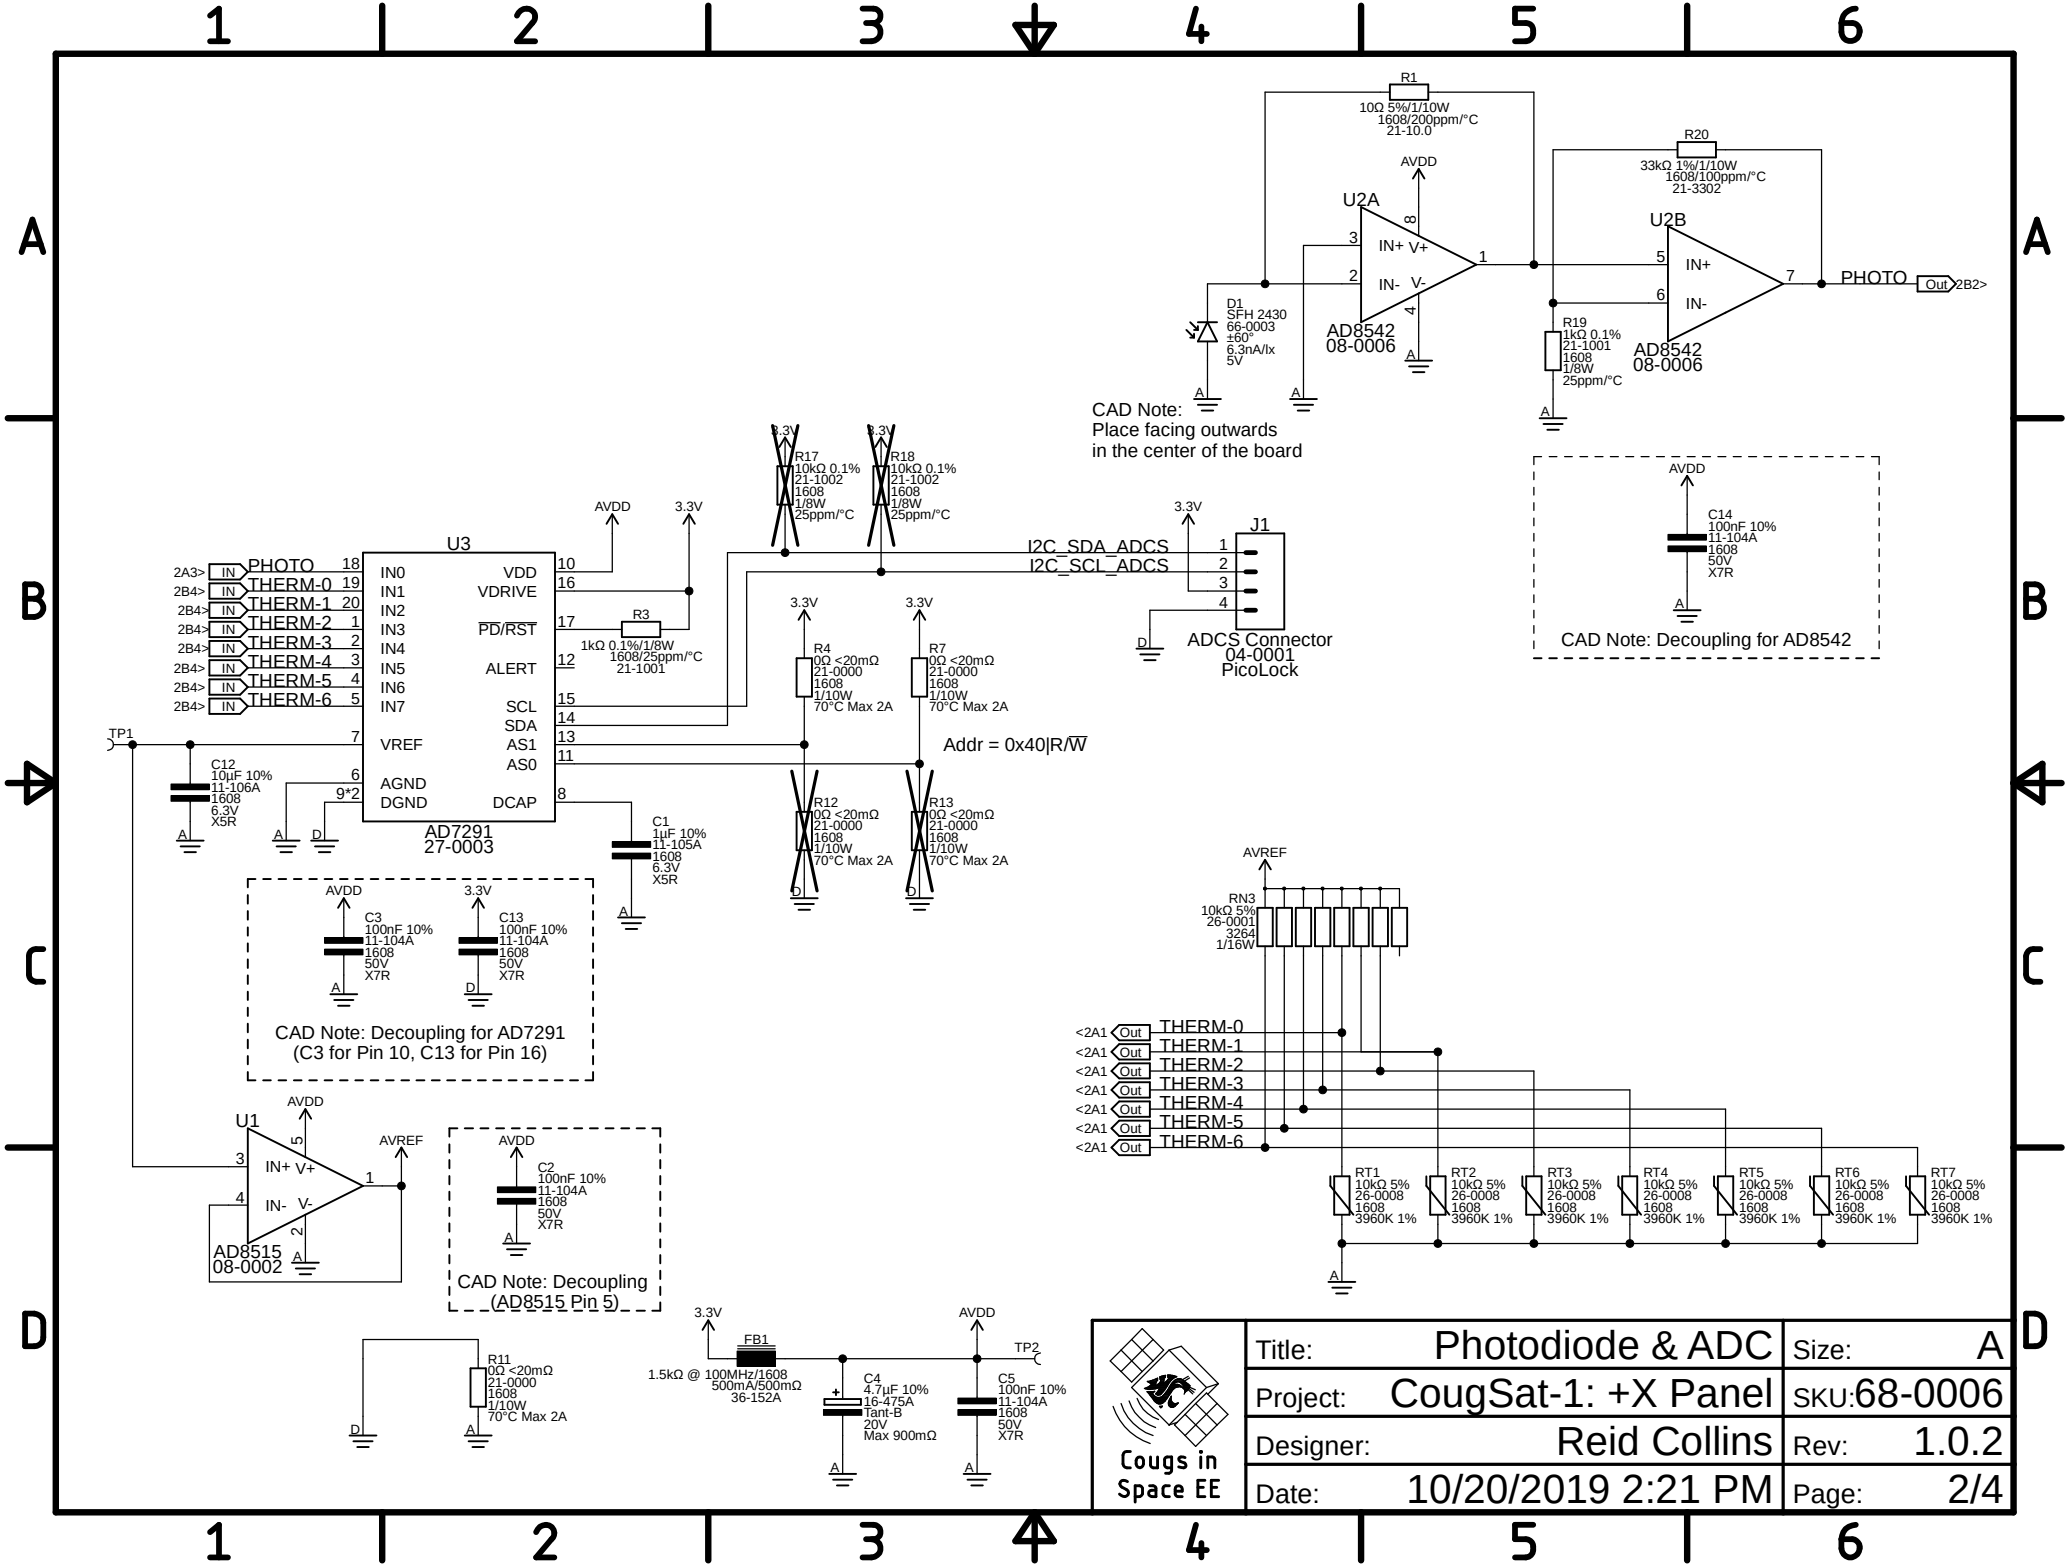 1 2 3 4 5 6
A
B
C
D
R1
10Ω 5%/1/10W
1608/200ppm/°C
21-10.0
R20
33kΩ 1%/1/10W
1608/100ppm/°C
21-3302
AVDD
U2A
8
3 IN+ V+
1
2 IN- V-
4
AD8542
08-0006
A
U2B
5 IN+
7
6 IN-
AD8542
08-0006
PHOTO Out 2B2>
D1
SFH 2430
66-0003
±60°
6.3nA/lx
5V
A
A
R19
1kΩ 0.1%
21-1001
1608
1/8W
25ppm/°C
A
CAD Note:
Place facing outwards
in the center of the board
AVDD
C14
100nF 10%
11-104A
1608
50V
X7R
A
CAD Note: Decoupling for AD8542
3.3V
R17
10kΩ 0.1%
21-1002
1608
1/8W
25ppm/°C
3.3V
R18
10kΩ 0.1%
21-1002
1608
1/8W
25ppm/°C
AVDD
3.3V
3.3V
J1
I2C_SDA_ADCS 1
I2C_SCL_ADCS 2
3
4
D
ADCS Connector
04-0001
PicoLock
U3
2A3> IN PHOTO 18 IN0
2B4> IN THERM-0 19 IN1
2B4> IN THERM-1 20 IN2
2B4> IN THERM-2 1 IN3
2B4> IN THERM-3 2 IN4
2B4> IN THERM-4 3 IN5
2B4> IN THERM-5 4 IN6
2B4> IN THERM-6 5 IN7
TP1
7 VREF
6 AGND
9*2 DGND
VDD 10
VDRIVE 16
PD/RST 17
ALERT 12
SCL 15
SDA 14
AS1 13
AS0 11
DCAP 8
AD7291
27-0003
R3
1kΩ 0.1%/1/8W
1608/25ppm/°C
21-1001
3.3V
R4
0Ω <20mΩ
21-0000
1608
1/10W
70°C Max 2A
3.3V
R7
0Ω <20mΩ
21-0000
1608
1/10W
70°C Max 2A
Addr = 0x40|R/W
R12
0Ω <20mΩ
21-0000
1608
1/10W
70°C Max 2A
D
R13
0Ω <20mΩ
21-0000
1608
1/10W
70°C Max 2A
D
C12
10µF 10%
11-106A
1608
6.3V
X5R
A
A
D
C1
1µF 10%
11-105A
1608
6.3V
X5R
A
AVDD
C3
100nF 10%
11-104A
1608
50V
X7R
A
3.3V
C13
100nF 10%
11-104A
1608
50V
X7R
D
CAD Note: Decoupling for AD7291
(C3 for Pin 10, C13 for Pin 16)
AVREF
RN3
10kΩ 5%
26-0001
3264
1/16W
<2A1 Out THERM-0
<2A1 Out THERM-1
<2A1 Out THERM-2
<2A1 Out THERM-3
<2A1 Out THERM-4
<2A1 Out THERM-5
<2A1 Out THERM-6
RT1
10kΩ 5%
26-0008
1608
3960K 1%
RT2
10kΩ 5%
26-0008
1608
3960K 1%
RT3
10kΩ 5%
26-0008
1608
3960K 1%
RT4
10kΩ 5%
26-0008
1608
3960K 1%
RT5
10kΩ 5%
26-0008
1608
3960K 1%
RT6
10kΩ 5%
26-0008
1608
3960K 1%
RT7
10kΩ 5%
26-0008
1608
3960K 1%
A
U1
AVDD
5
3 IN+ V+
1
4 IN- V-
2
AVREF
AD8515
08-0002
A
AVDD
C2
100nF 10%
11-104A
1608
50V
X7R
A
CAD Note: Decoupling
(AD8515 Pin 5)
R11
0Ω <20mΩ
21-0000
1608
1/10W
70°C Max 2A
D
A
3.3V
FB1
1.5kΩ @ 100MHz/1608
500mA/500mΩ
36-152A
+
C4
4.7µF 10%
16-475A
Tant-B
20V
Max 900mΩ
A
AVDD
TP2
C5
100nF 10%
11-104A
1608
50V
X7R
A
Cougs in
Space EE
Title: Photodiode & ADC Size: A
Project: CougSat-1: +X Panel SKU: 68-0006
Designer: Reid Collins Rev: 1.0.2
Date: 10/20/2019 2:21 PM Page: 2/4
A
B
C
D
1 2 3 4 5 6